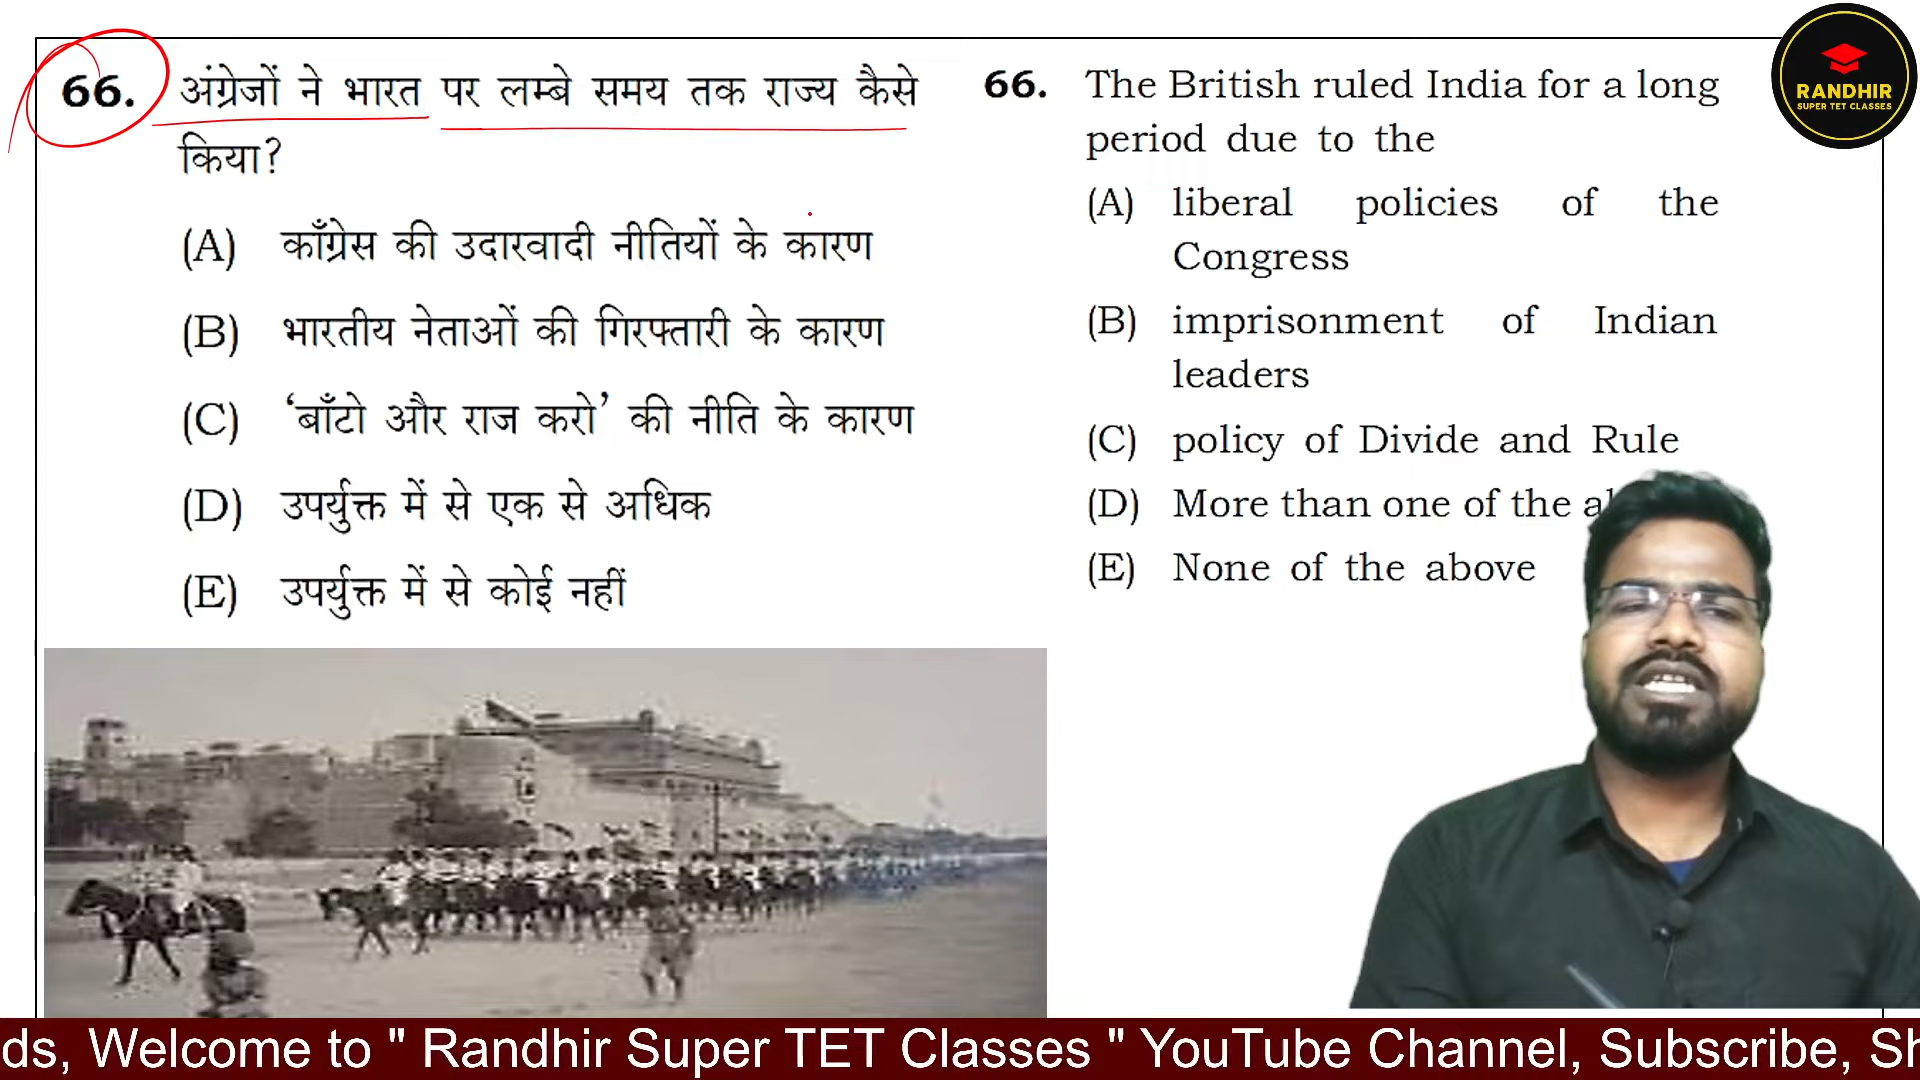 66. अंग्रेजों ने भारत पर लम्बे समय तक राज्य कैसे
किया?
(A) काँग्रेस की उदारवादी नीतियों के कारण
(B) भारतीय नेताओं की गिरफ्तारी के कारण
(C) ‘बाँटो और राज करो’ की नीति के कारण
(D) उपर्युक्त में से एक से अधिक
(E) उपर्युक्त में से कोई नहीं
66. The British ruled India for a long
period due to the
(A) liberal policies of the
Congress
(B) imprisonment of Indian
leaders
(C) policy of Divide and Rule
(D) More than one of the
(E) None of the above
RANDHIR
SUPER TET CLASSES
ds, Welcome to " Randhir Super TET Classes " YouTube Channel, Subscribe, Sh